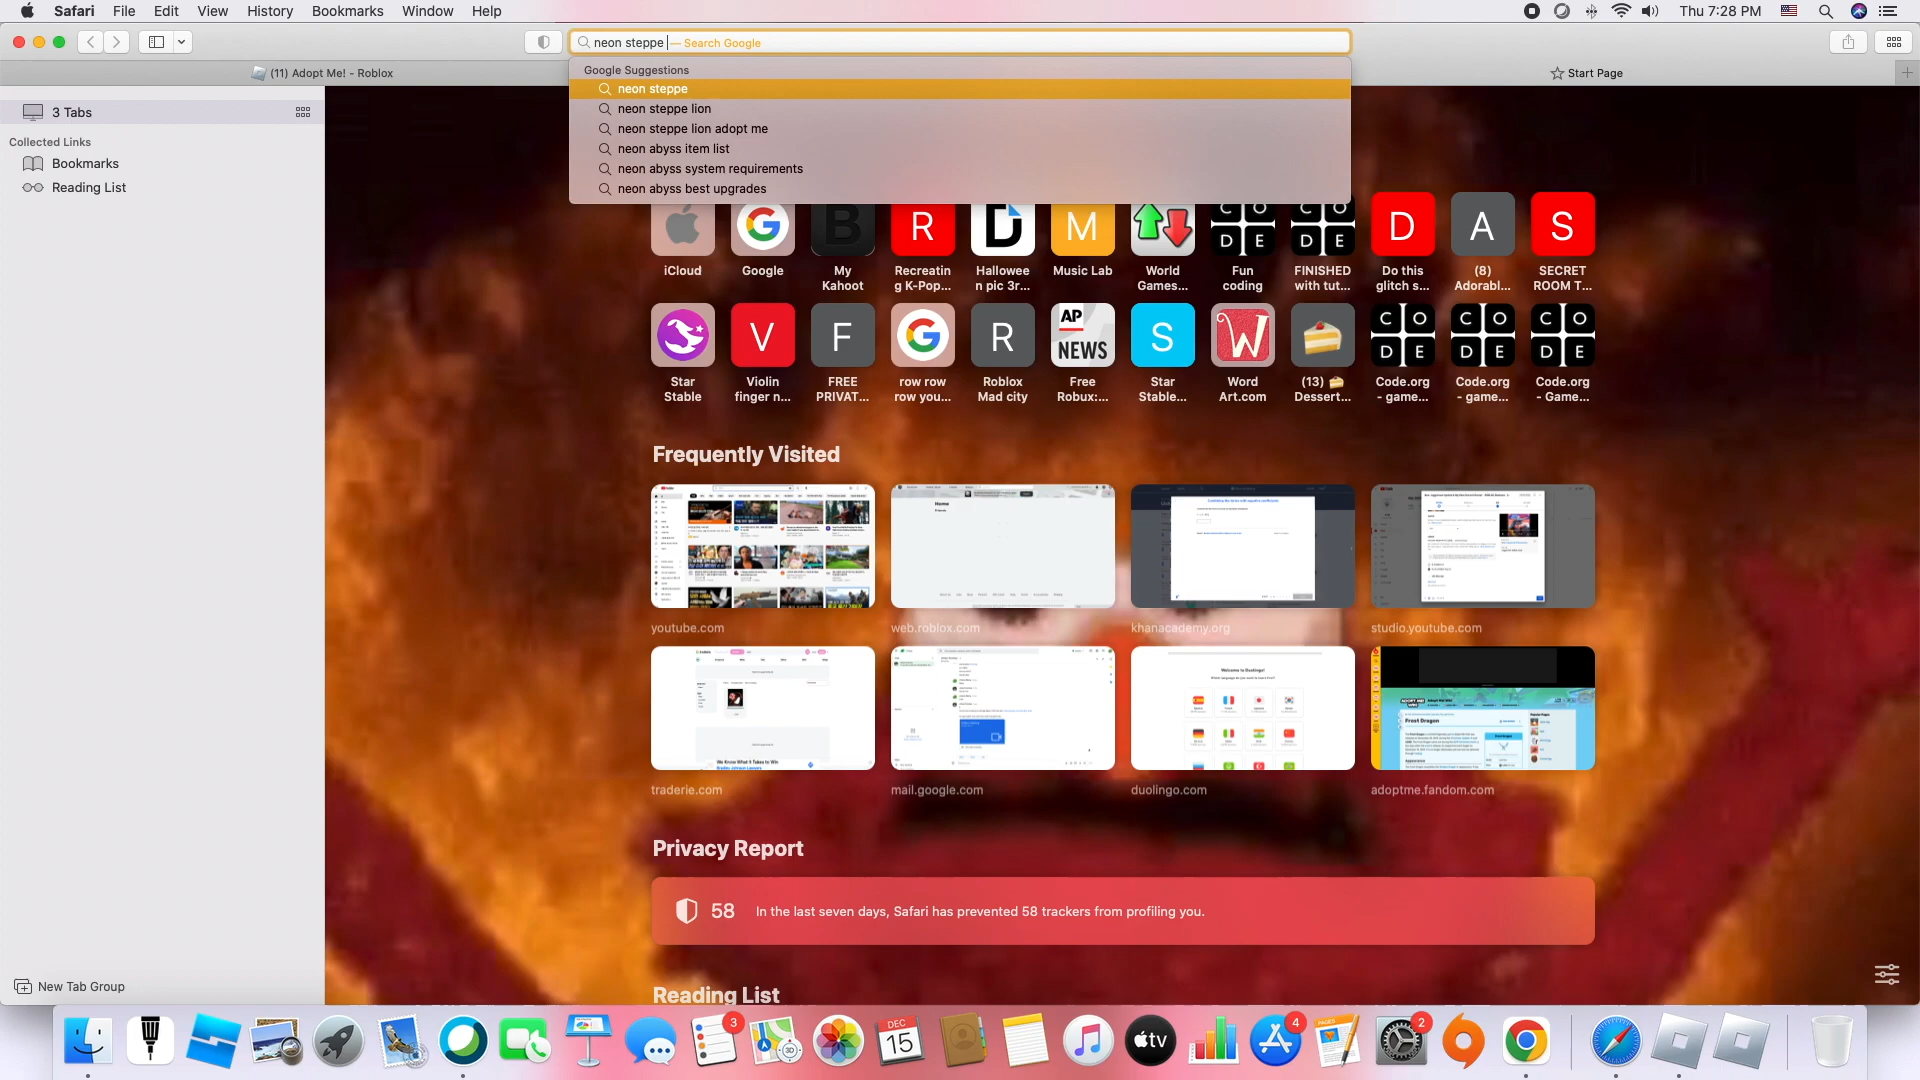 Safari File Edit View History Bookmarks Window Help
Thu 7:28 PM
neon steppe — Search Google
(11) Adopt Me! - Roblox
Start Page
Google Suggestions
neon steppe
neon steppe lion
neon steppe lion adopt me
neon abyss item list
neon abyss system requirements
neon abyss best upgrades
3 Tabs
Collected Links
Bookmarks
Reading List
iCloud
Google
My
Kahoot
Recreatin
g K-Pop...
Hallowee
n pic 3r...
Music Lab
World
Games...
Fun
coding
FINISHED
with tut...
Do this
glitch s...
(8)
Adorabl...
SECRET
ROOM T...
Star
Stable
Violin
finger n...
FREE
PRIVAT...
row row
row you...
Roblox
Mad city
Free
Robux:...
Star
Stable...
Word
Art.com
(13) 🍰
Dessert...
Code.org
- game...
Code.org
- game...
Code.org
- Game...
Frequently Visited
youtube.com
web.roblox.com
khanacademy.org
studio.youtube.com
traderie.com
mail.google.com
duolingo.com
adoptme.fandom.com
Privacy Report
58 In the last seven days, Safari has prevented 58 trackers from profiling you.
Reading List
New Tab Group